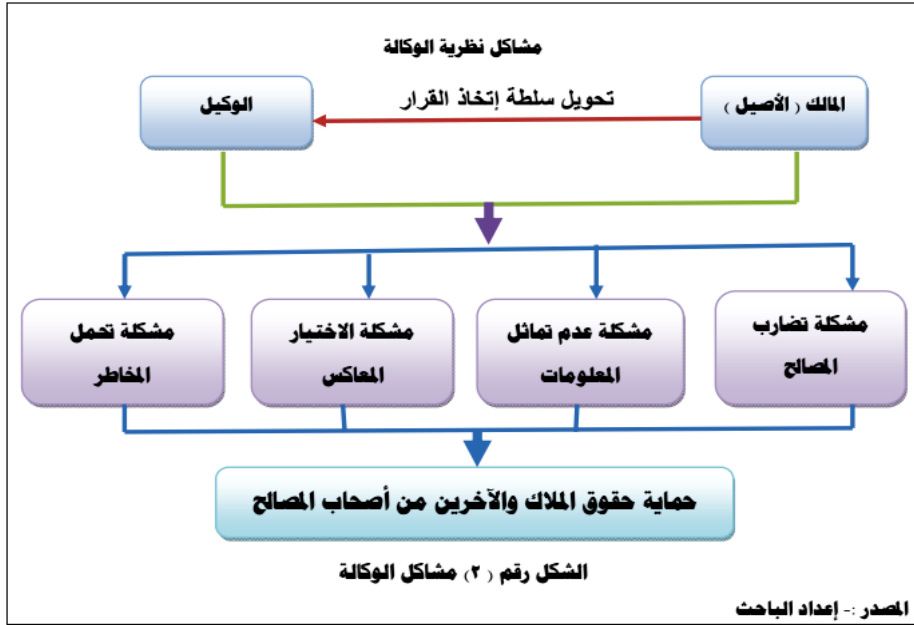 مشاكل نظرية الوكالة
المالك ( الأصيل )
تحويل سلطة إتخاذ القرار
الوكيل
مشكلة تضارب
المصالح
مشكلة عدم تماثل
المعلومات
مشكلة الاختيار
المعاكس
مشكلة تحمل
المخاطر
حماية حقوق الملاك والآخرين من أصحاب المصالح
الشكل رقم ( ٢ ) مشاكل الوكالة
المصدر :- إعداد الباحث